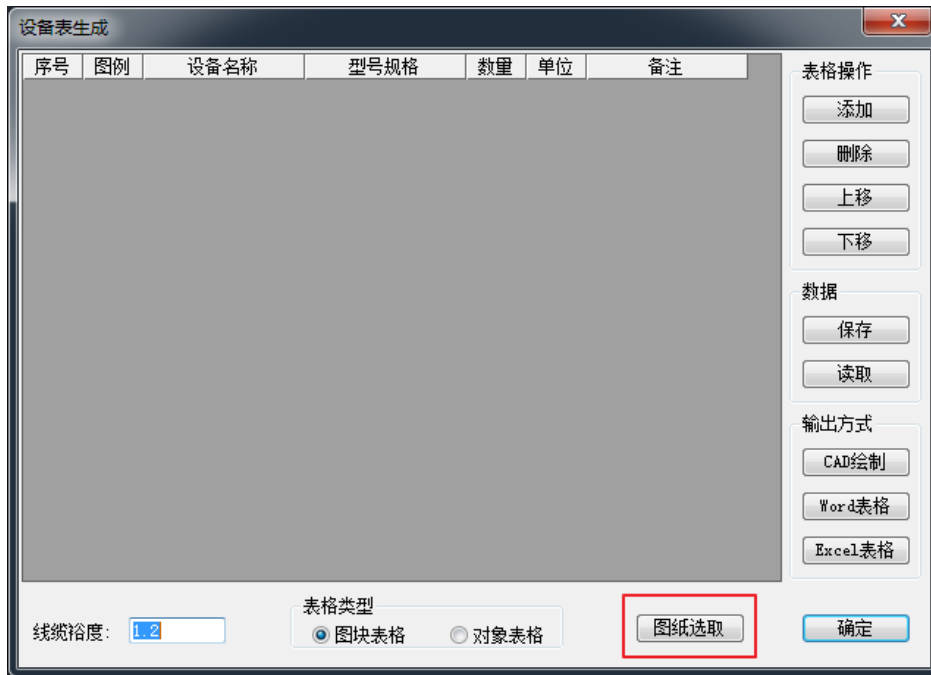 设备表生成
序号 图例 设备名称 型号规格 数量 单位 备注
表格操作
添加
删除
上移
下移
数据
保存
读取
输出方式
CAD绘制
Word表格
Excel表格
线缆裕度: 1.2
表格类型
图块表格 对象表格
图纸选取
确定